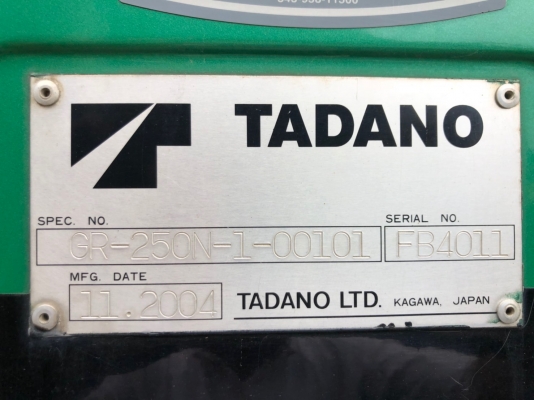 TADANO
SPEC. NO. SERIAL NO.
GR-250N-1-00101 FB4011
MFG. DATE
11.2004 TADANO LTD. KAGAWA, JAPAN